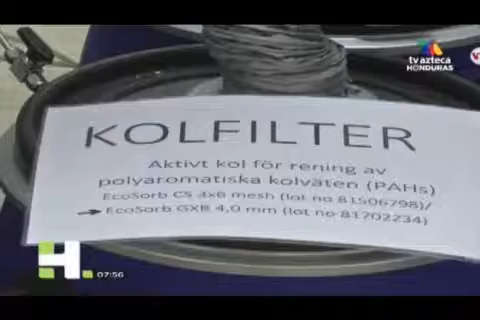 tv azteca
HONDURAS
KOLFILTER
Aktivt kol för rening av
polyaromatiska kolväten (PAHs)
EcoSorb CS 3x6 mesh (lot no 81506798)/
EcoSorb GXB 4,0 mm (lot no 81702234)
H
07:56